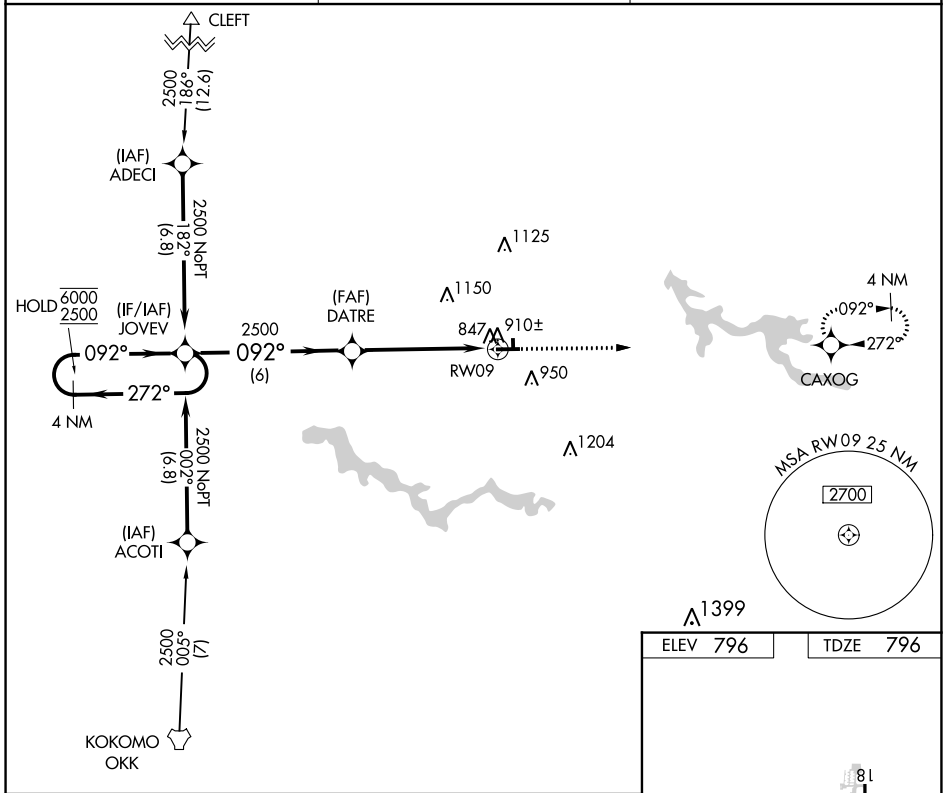 CLEFT
2500
186°
(12.6)
(IAF)
ADECI
2500 NoPT
182°
(6.8)
HOLD 6000
2500
(IF/IAF)
JOVEV
092°
272°
4 NM
2500
092°
(6)
(FAF)
DATRE
1125
1150
847
910±
RW09
950
1204
4 NM
092°
272°
CAXOG
2500 NoPT
002°
(6.8)
(IAF)
ACOTI
2500
005°
(7)
KOKOMO
OKK
MSA RW09 25 NM
2700
1399
ELEV 796
TDZE 796
18